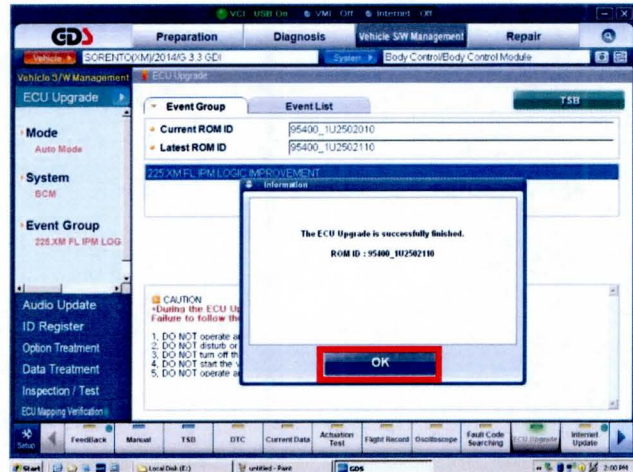 VCI USB On VMI Off Internet Off
GDS Preparation Diagnosis Vehicle S/W Management Repair
Vehicle SORENTO(XM)/2014/G 3.3 GDI System Body Control/Body Control Module
Vehicle S/W Management ECU Upgrade
ECU Upgrade
Event Group Event List TSB
Mode
Auto Mode
Current ROM ID 95400_1U2502010
Latest ROM ID 95400_1U2502110
System
BCM
225.XM FL IPM LOGIC IMPROVEMENT
Information
The ECU Upgrade is successfully finished.
ROM ID : 95400_1U2502110
OK
Event Group
225.XM FL IPM LOG
CAUTION
•During the ECU U
Failure to follow th
1. DO NOT operate a
2. DO NOT disturb or
3. DO NOT turn off th
4. DO NOT start the v
5. DO NOT operate a
Audio Update
ID Register
Option Treatment
Data Treatment
Inspection / Test
ECU Mapping Verification
Setup FeedBack Manual TSB DTC Current Data Actuation Test Flight Record Oscilloscope Fault Code Searching ECU Upgrade Internet Update
Start Local Disk (E:) untitled - Paint GDS 2:00 PM